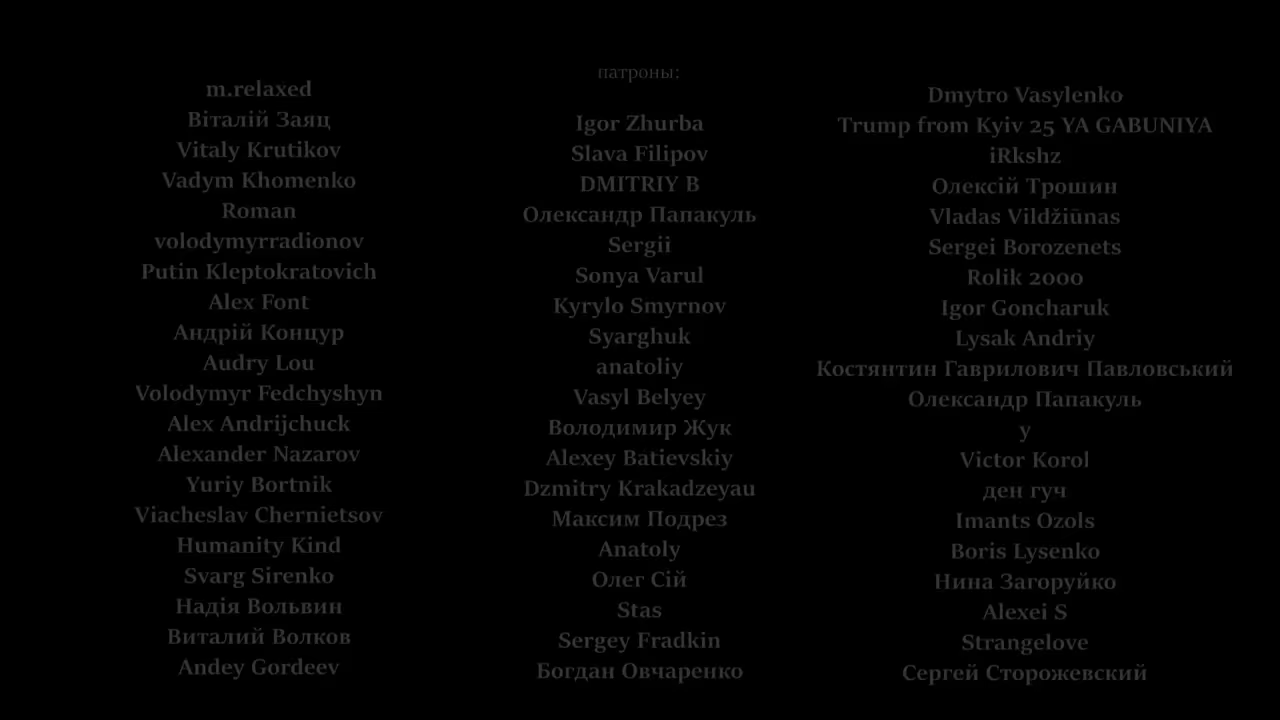 патроны:
m.relaxed
Віталій Заяц
Vitaly Krutikov
Vadym Khomenko
Roman
volodymyrradionov
Putin Kleptokratovich
Alex Font
Андрій Концур
Audry Lou
Volodymyr Fedchyshyn
Alex Andrijchuck
Alexander Nazarov
Yuriy Bortnik
Viacheslav Chernietsov
Humanity Kind
Svarg Sirenko
Надія Вольвин
Виталий Волков
Andey Gordeev
Igor Zhurba
Slava Filipov
DMITRIY B
Олександр Папакуль
Sergii
Sonya Varul
Kyrylo Smyrnov
Syarghuk
anatoliy
Vasyl Belyey
Володимир Жук
Alexey Batievskiy
Dzmitry Krakadzeyau
Максим Подрез
Anatoly
Олег Сій
Stas
Sergey Fradkin
Богдан Овчаренко
Dmytro Vasylenko
Trump from Kyiv 25 YA GABUNIYA
iRkshz
Олексій Трошин
Vladas Vildžiūnas
Sergei Borozenets
Rolik 2000
Igor Goncharuk
Lysak Andriy
Костянтин Гаврилович Павловський
Олександр Папакуль
y
Victor Korol
ден гуч
Imants Ozols
Boris Lysenko
Нина Загоруйко
Alexei S
Strangelove
Сергей Сторожевский